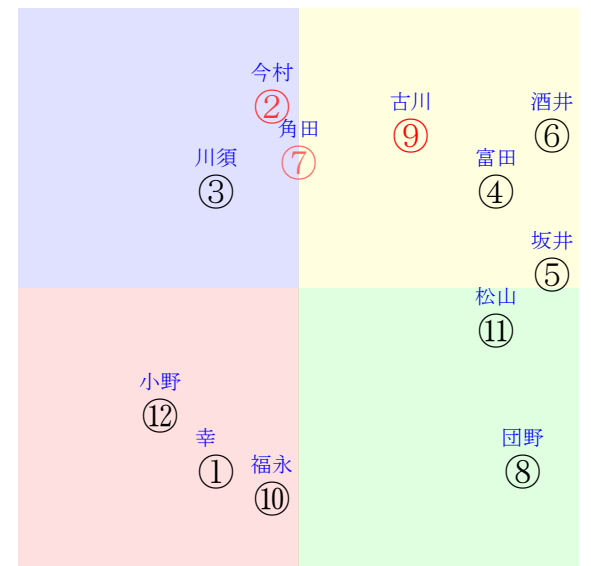 今村
②
古川
⑨
酒井
⑥
角田
⑦
川須
③
富田
④
坂井
⑤
松山
⑪
小野
⑫
幸
①
福永
⑩
団野
⑧